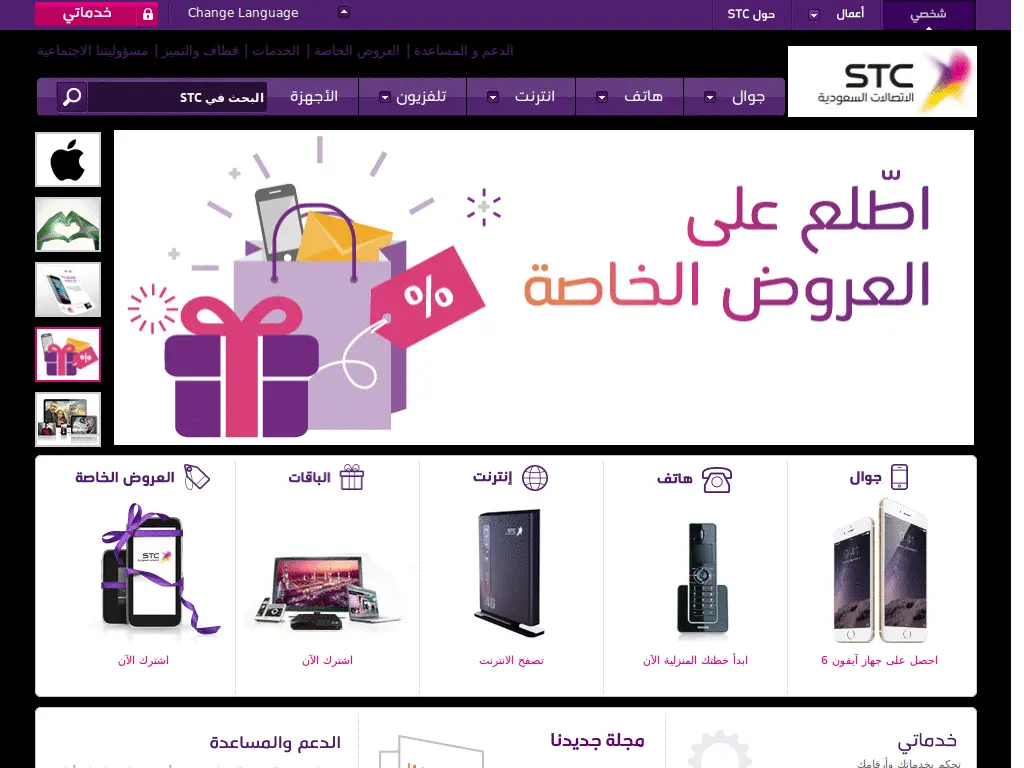 شخصي
أعمال
حول STC
Change Language
خدماتي
STC
الاتصالات السعودية
الدعم و المساعدة | العروض الخاصة | الخدمات | قطاف والتميز | مسؤوليتنا الاجتماعية
جوال
هاتف
انترنت
تلفزيون
الأجهزة
البحث في STC
اطّلع على
العروض الخاصة
%
جوال
هاتف
إنترنت
الباقات
العروض الخاصة
STC
4G
احصل على جهاز آيفون 6
ابدأ خطتك المنزلية الآن
تصفح الانترنت
اشترك الآن
اشترك الآن
خدماتي
مجلة جديدنا
الدعم والمساعدة
تحكم بخدماتك وأرقامك